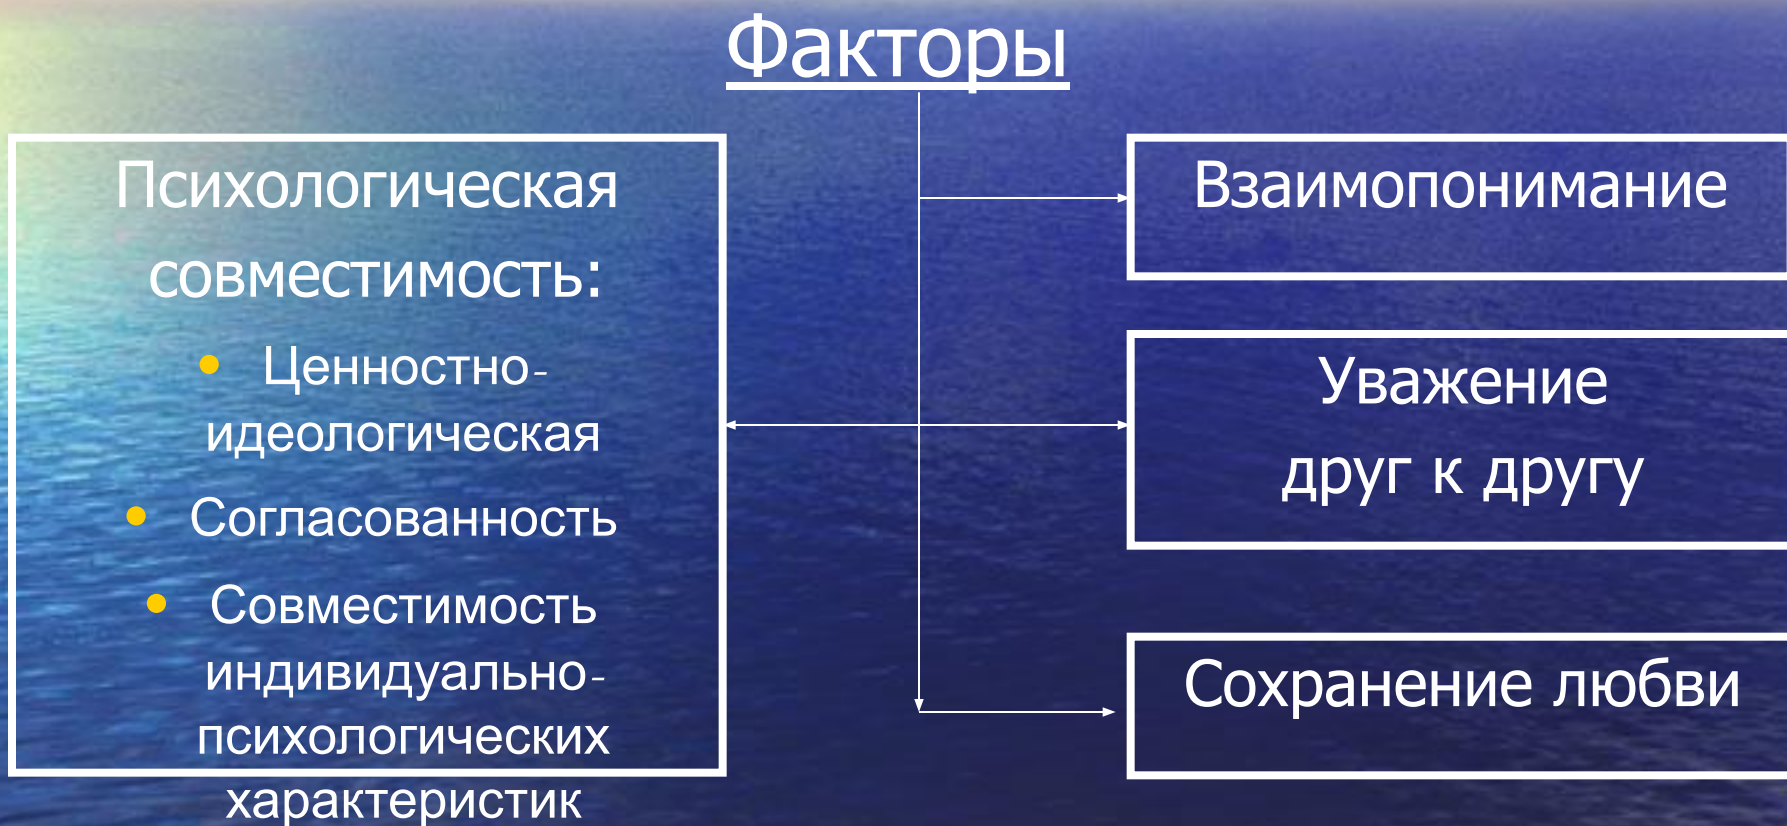 Факторы
Психологическая
совместимость:
• Ценностно-
идеологическая
• Согласованность
• Совместимость
индивидуально-
психологических
характеристик
Взаимопонимание
Уважение
друг к другу
Сохранение любви